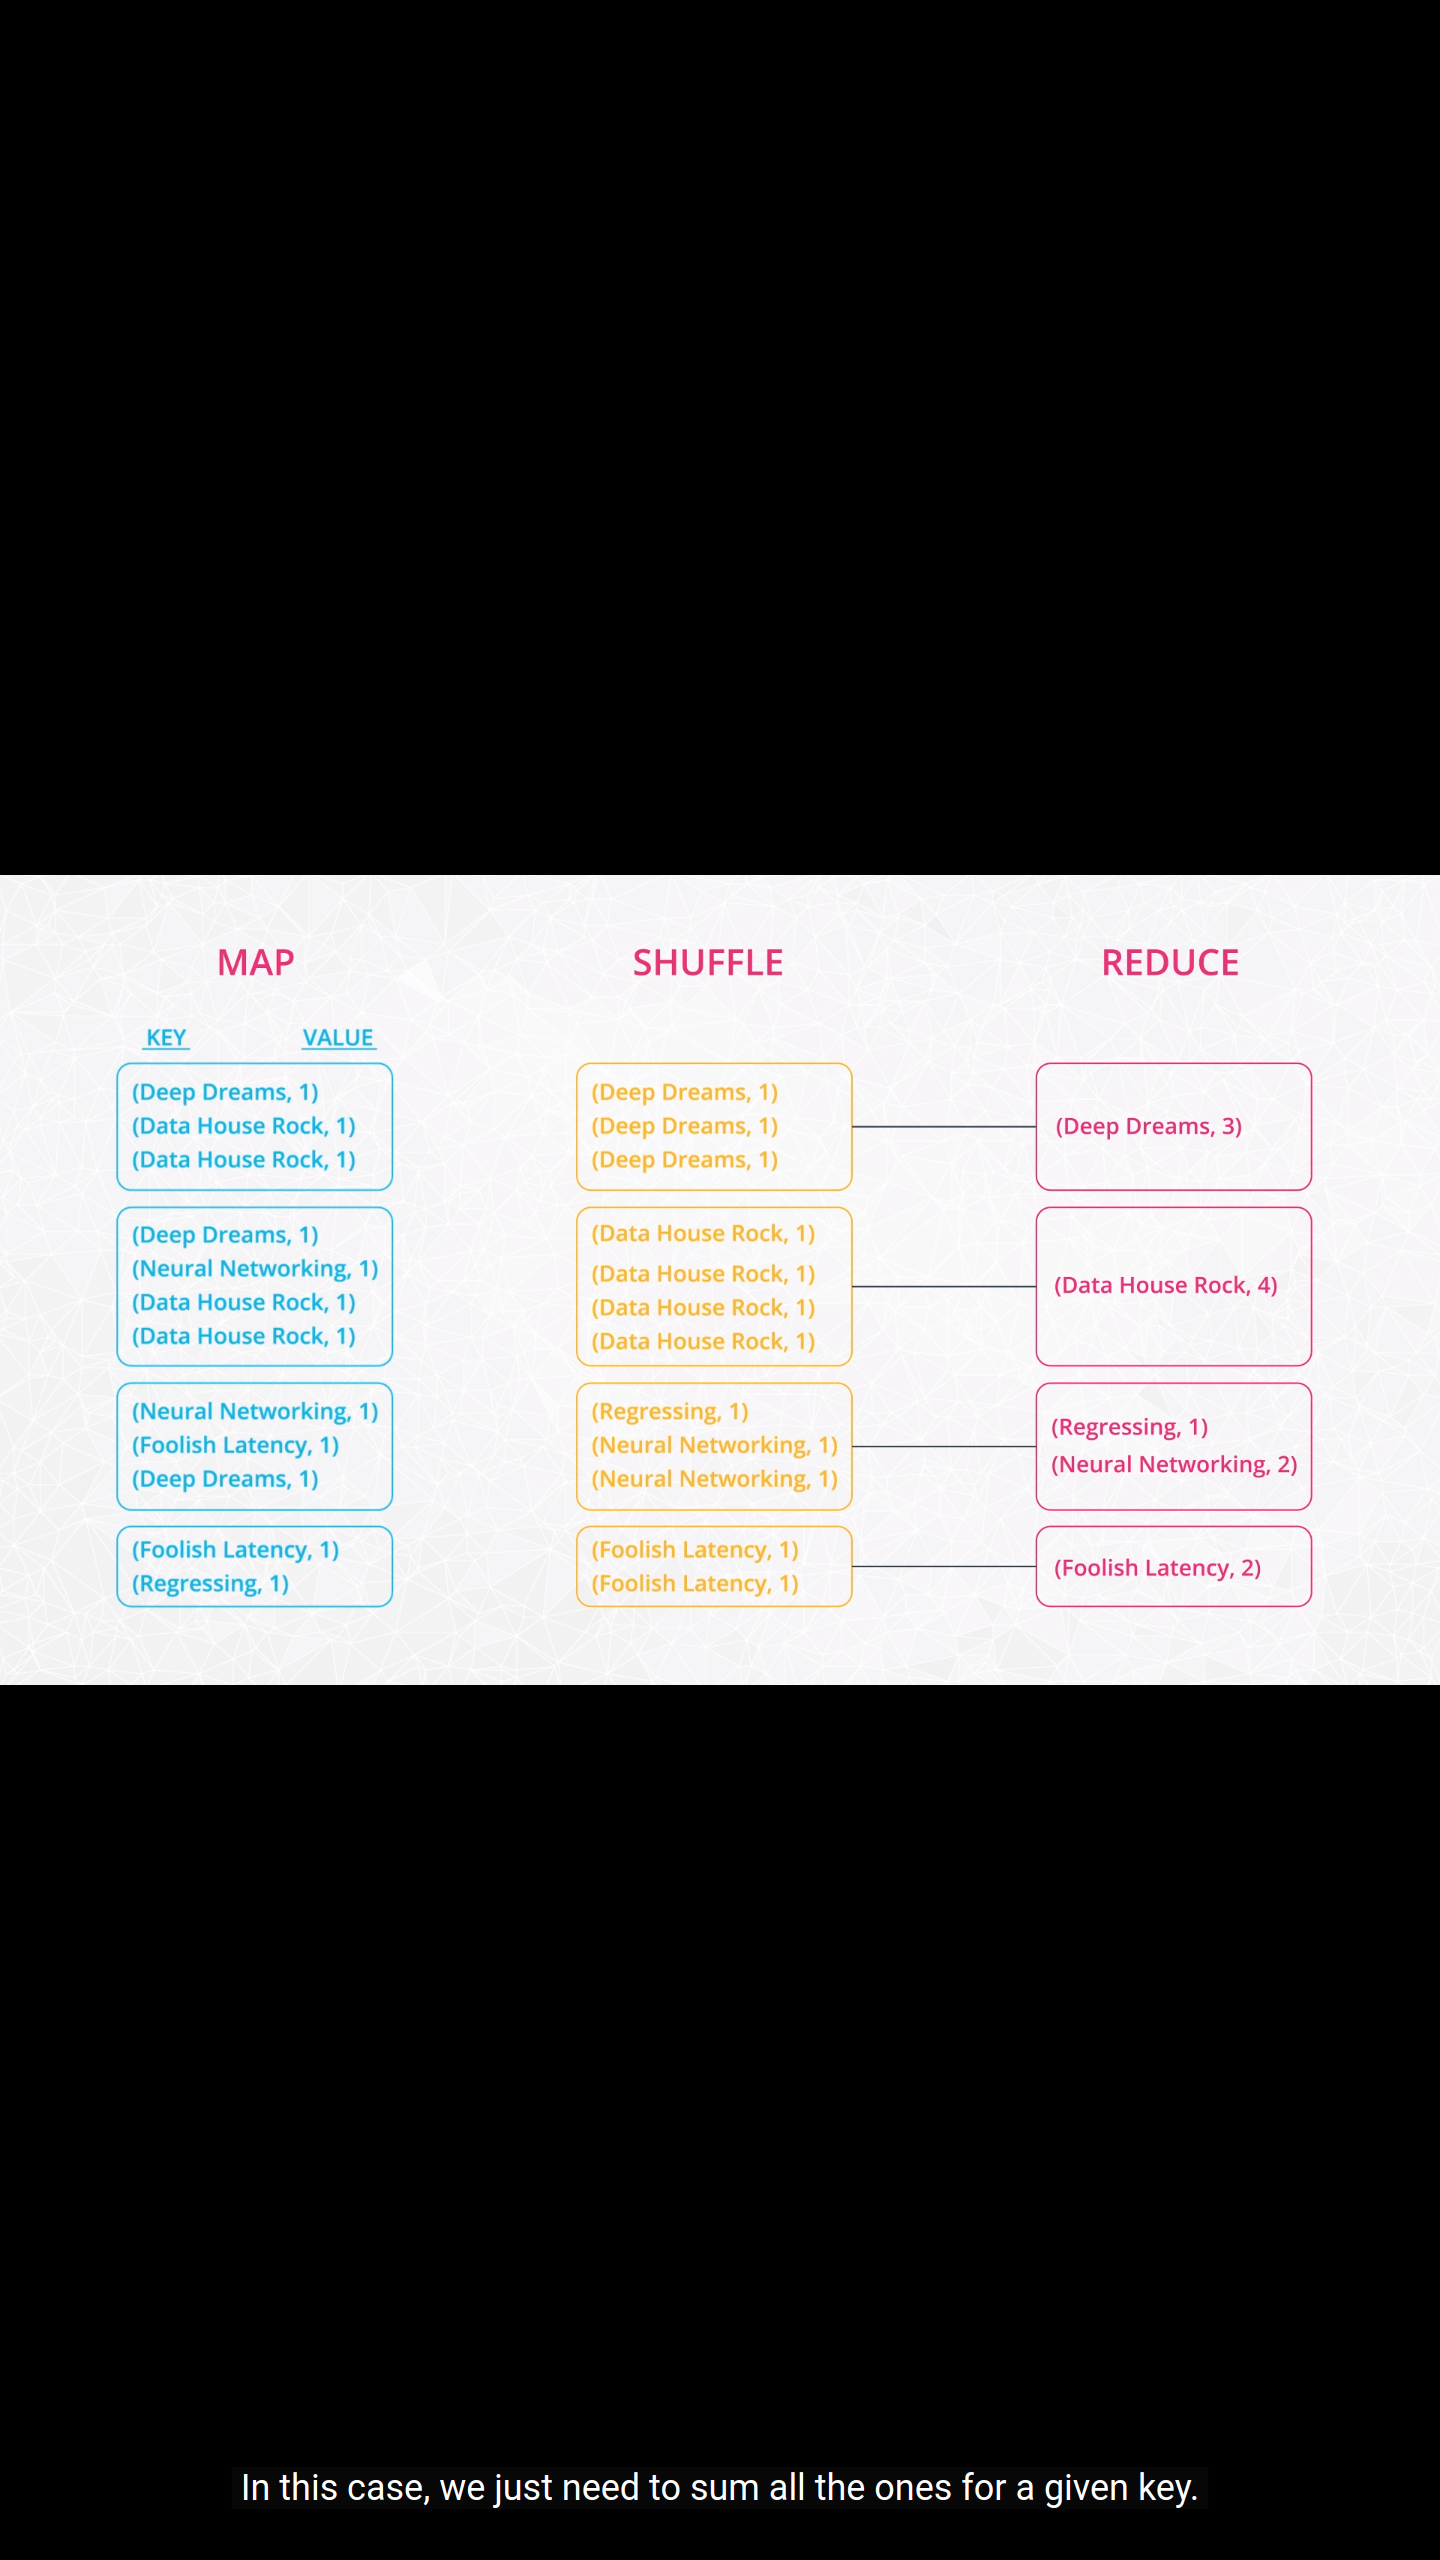 MAP
SHUFFLE
REDUCE
KEY
VALUE
(Deep Dreams, 1)
(Data House Rock, 1)
(Data House Rock, 1)
(Deep Dreams, 1)
(Neural Networking, 1)
(Data House Rock, 1)
(Data House Rock, 1)
(Neural Networking, 1)
(Foolish Latency, 1)
(Deep Dreams, 1)
(Foolish Latency, 1)
(Regressing, 1)
(Deep Dreams, 1)
(Deep Dreams, 1)
(Deep Dreams, 1)
(Data House Rock, 1)
(Data House Rock, 1)
(Data House Rock, 1)
(Data House Rock, 1)
(Regressing, 1)
(Neural Networking, 1)
(Neural Networking, 1)
(Foolish Latency, 1)
(Foolish Latency, 1)
(Deep Dreams, 3)
(Data House Rock, 4)
(Regressing, 1)
(Neural Networking, 2)
(Foolish Latency, 2)
In this case, we just need to sum all the ones for a given key.